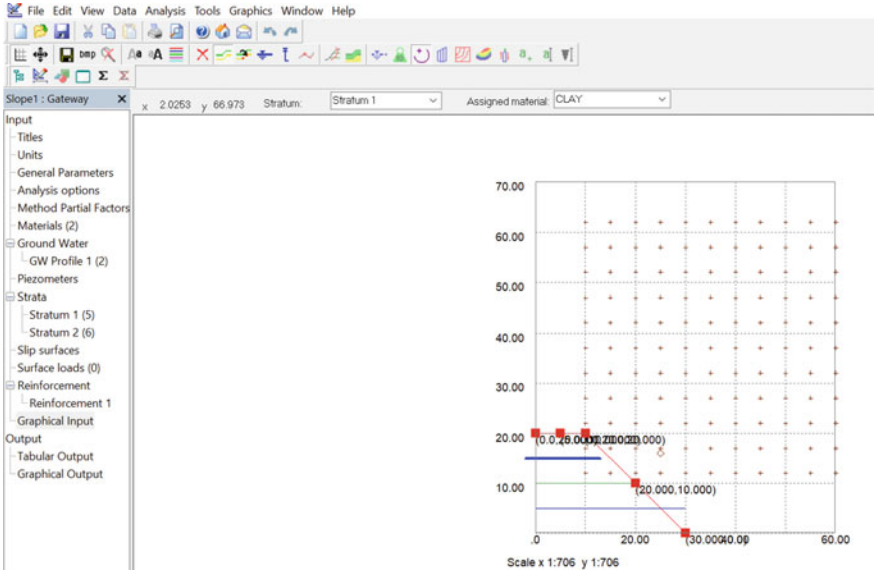 File Edit View Data Analysis Tools Graphics Window Help
bmp Aa AA Σ Σ
Slope1 : Gateway x
x 2.0253 y 66.973 Stratum: Stratum 1 Assigned material: CLAY
Input
Titles
Units
General Parameters
Analysis options
Method Partial Factors
Materials (2)
Ground Water
GW Profile 1 (2)
Piezometers
Strata
Stratum 1 (5)
Stratum 2 (6)
Slip surfaces
Surface loads (0)
Reinforcement
Reinforcement 1
Graphical Input
Output
Tabular Output
Graphical Output
70.00
60.00
50.00
40.00
30.00
20.00
10.00
(20.000,10.000)
.0 20.00 60.00
Scale x 1:706 y 1:706